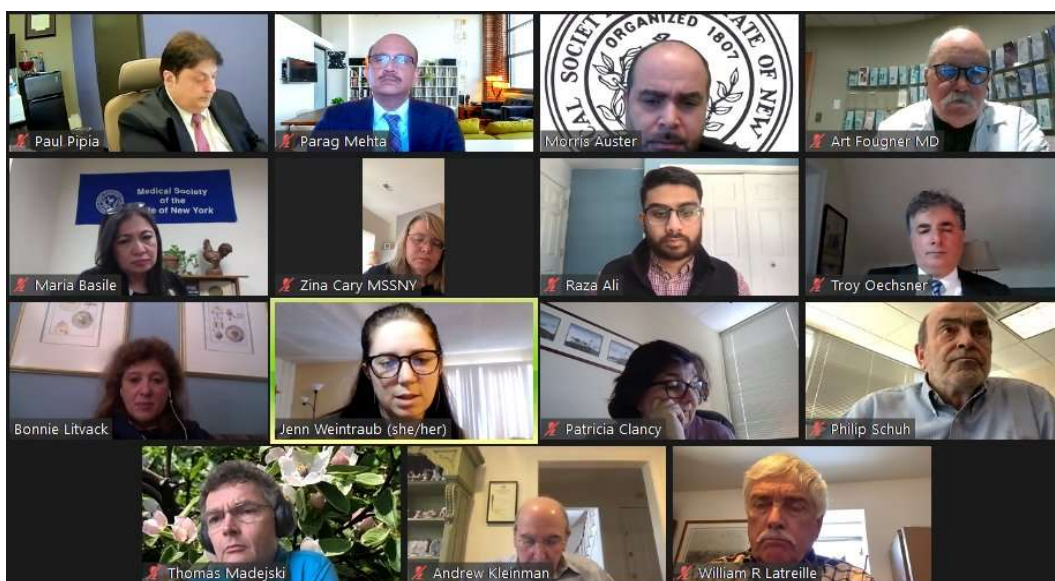 Paul Pipia
Parag Mehta
SOCIET
ATE OF NEW
ORGANIZED 1807
Morris Auster
Art Fougner MD
Medical Society
of the
te of New York
Maria Basile
Zina Cary MSSNY
Raza Ali
Troy Oechsner
Bonnie Litvack
Jenn Weintraub (she/her)
Patricia Clancy
Philip Schuh
Thomas Madejski
Andrew Kleinman
William R Latreille